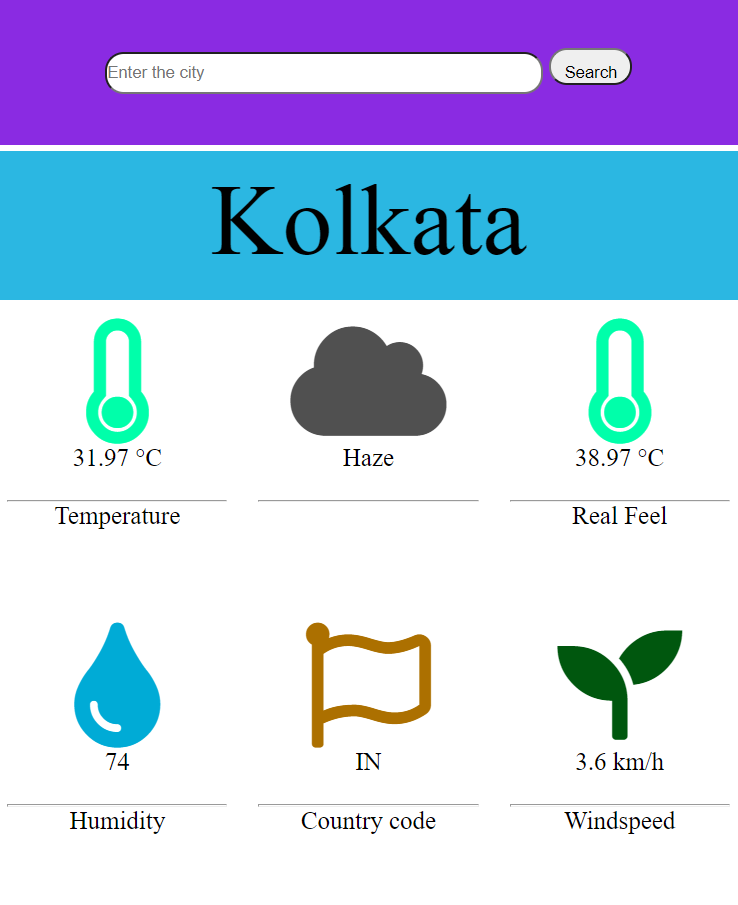 Enter the city
Search
Kolkata
31.97 °C
Haze
38.97 °C
Temperature
Real Feel
74
IN
3.6 km/h
Humidity
Country code
Windspeed